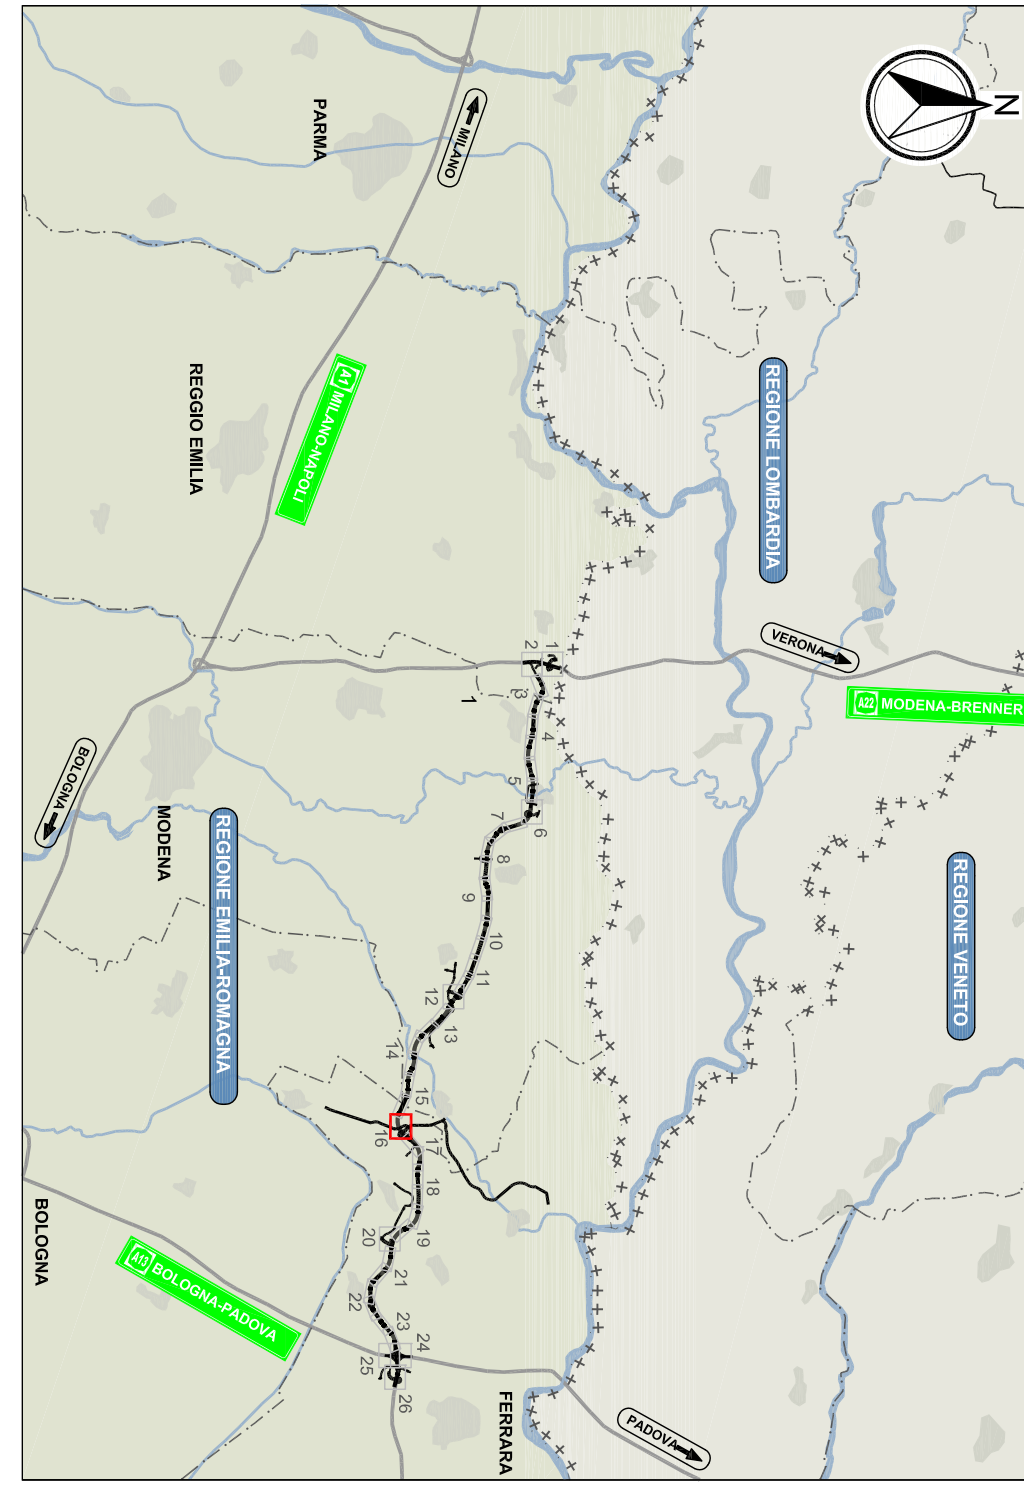 N
PARMA
MILANO
REGIONE LOMBARDIA
A1 MILANO-NAPOLI
REGGIO EMILIA
VERONA
A22 MODENA-BRENNER
1
2
3
1
4
5
6
7
8
9
10
11
12
13
14
15
16
17
18
19
20
21
22
23
24
25
26
BOLOGNA
MODENA
REGIONE EMILIA-ROMAGNA
REGIONE VENETO
BOLOGNA
A13 BOLOGNA-PADOVA
FERRARA
PADOVA